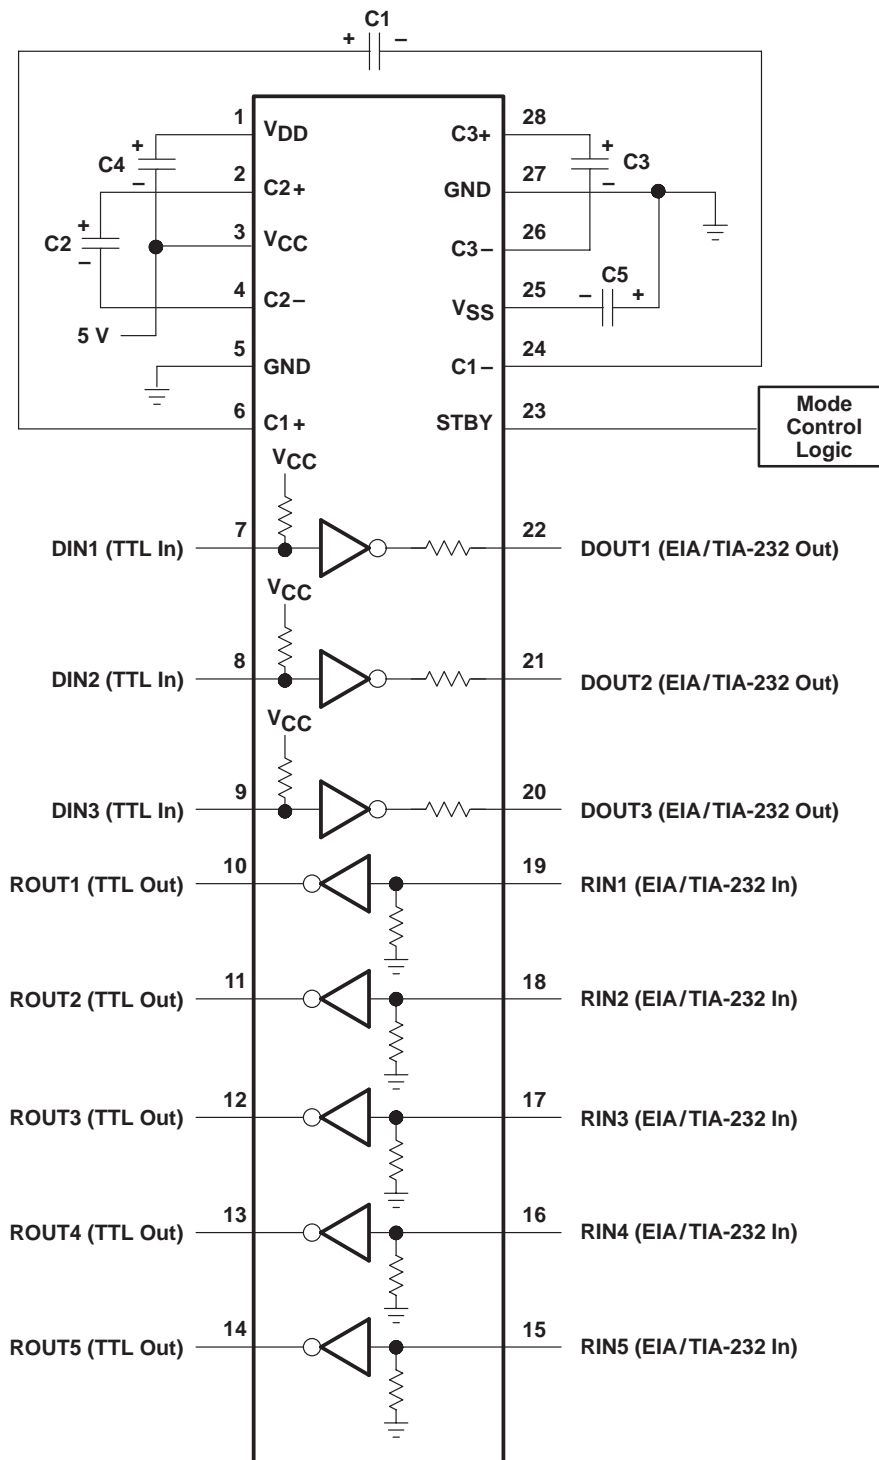 C1
+ –
1 VDD C3+ 28
+ C4 –
2 C2+ GND 27
+ C3 –
+ C2 –
3 VCC C3– 26
4 C2– VSS 25
– C5 +
5 V
5 GND C1– 24
6 C1+ STBY 23
Mode
Control
Logic
VCC
DIN1 (TTL In) 7 22 DOUT1 (EIA/TIA-232 Out)
VCC
DIN2 (TTL In) 8 21 DOUT2 (EIA/TIA-232 Out)
VCC
DIN3 (TTL In) 9 20 DOUT3 (EIA/TIA-232 Out)
ROUT1 (TTL Out) 10 19 RIN1 (EIA/TIA-232 In)
ROUT2 (TTL Out) 11 18 RIN2 (EIA/TIA-232 In)
ROUT3 (TTL Out) 12 17 RIN3 (EIA/TIA-232 In)
ROUT4 (TTL Out) 13 16 RIN4 (EIA/TIA-232 In)
ROUT5 (TTL Out) 14 15 RIN5 (EIA/TIA-232 In)